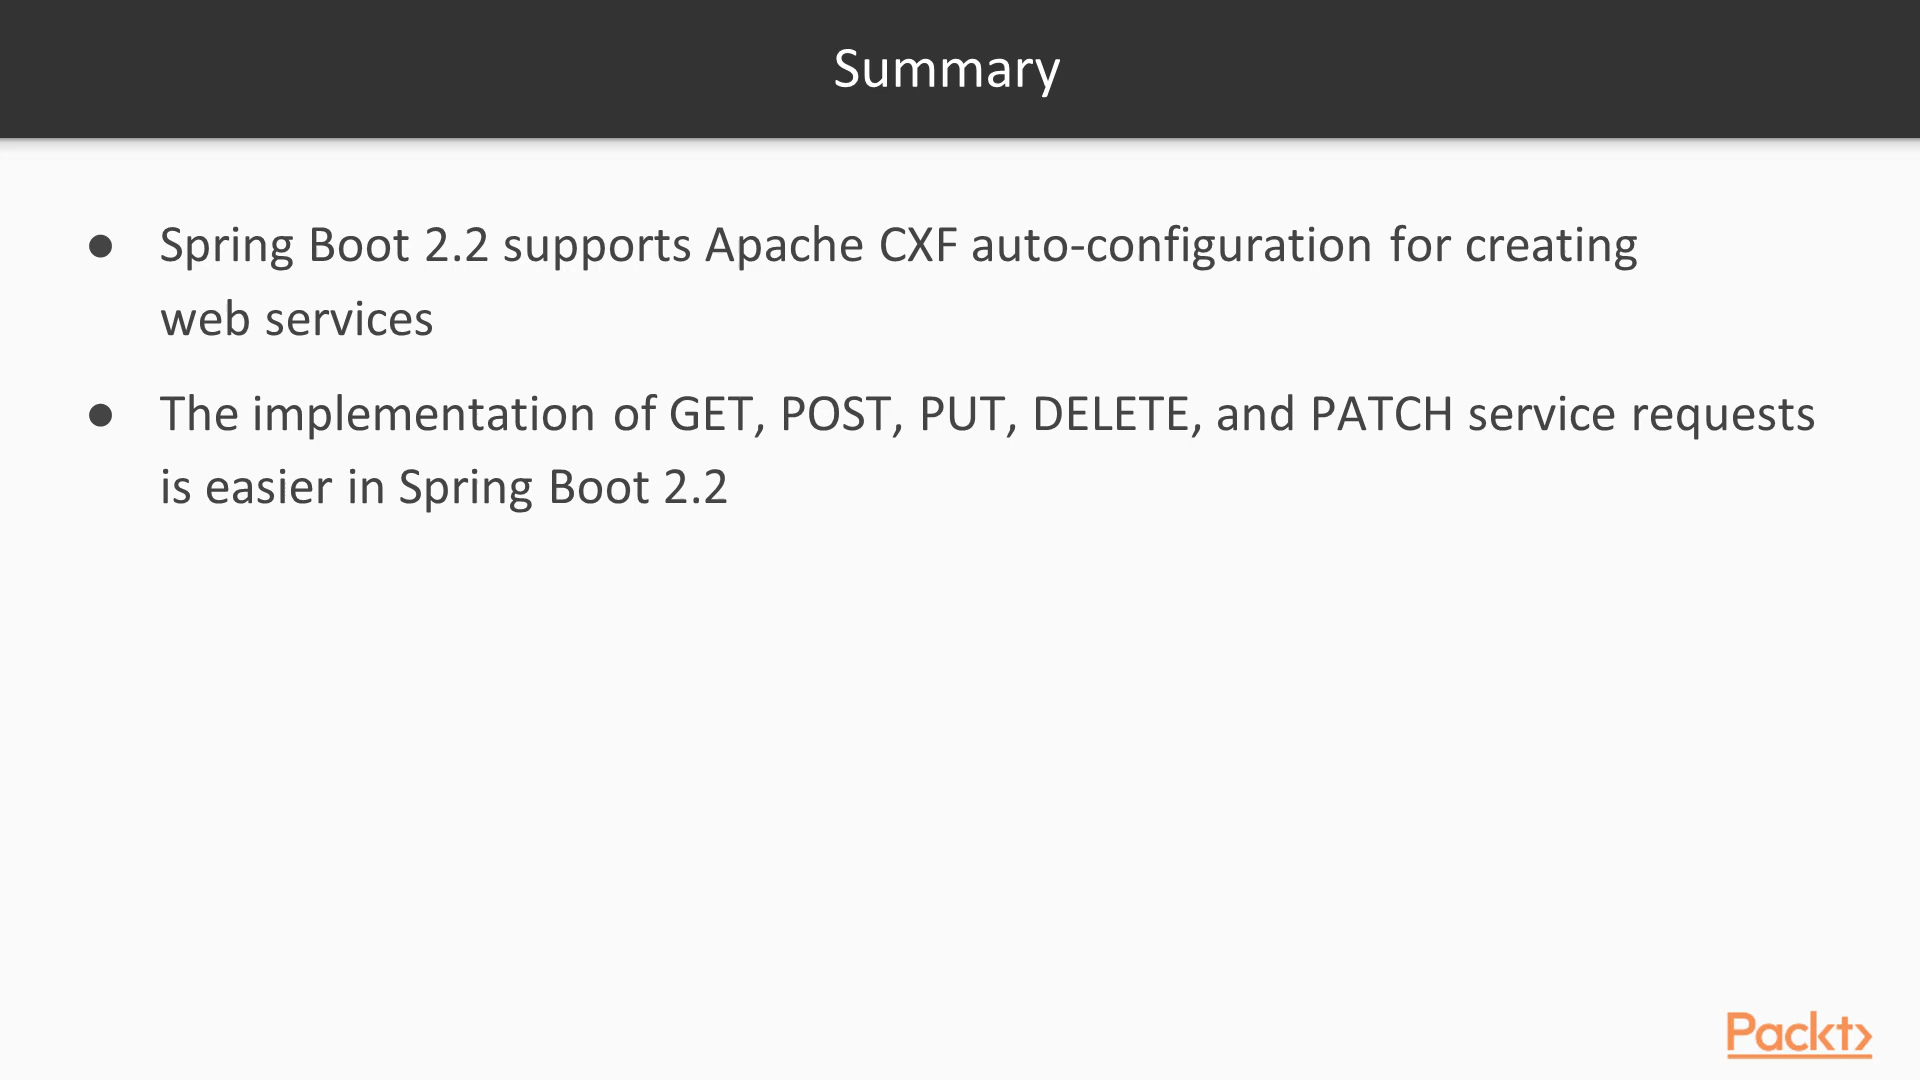 Summary
● Spring Boot 2.2 supports Apache CXF auto-configuration for creating
web services
● The implementation of GET, POST, PUT, DELETE, and PATCH service requests
is easier in Spring Boot 2.2
Packt>